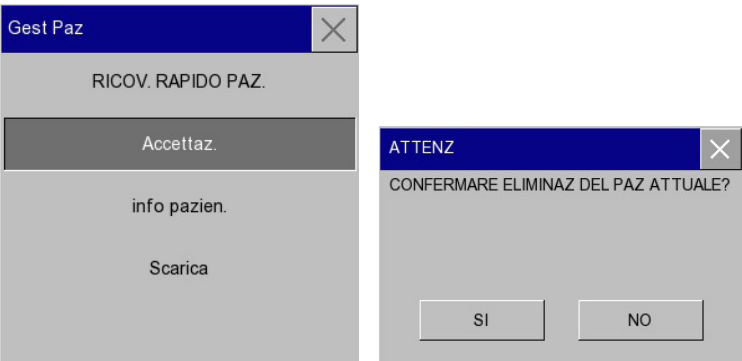 Gest Paz
RICOV. RAPIDO PAZ.
Accettaz.
info pazien.
Scarica
ATTENZ
CONFERMARE ELIMINAZ DEL PAZ ATTUALE?
SI
NO